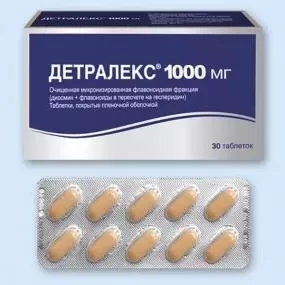 ДЕТРАЛЕКС® 1000 мг
Очищенная микронизированная флавоноидная фракция
(диосмин + флавоноиды в пересчете на гесперидин)
Таблетки, покрытые пленочной оболочкой
30 таблеток